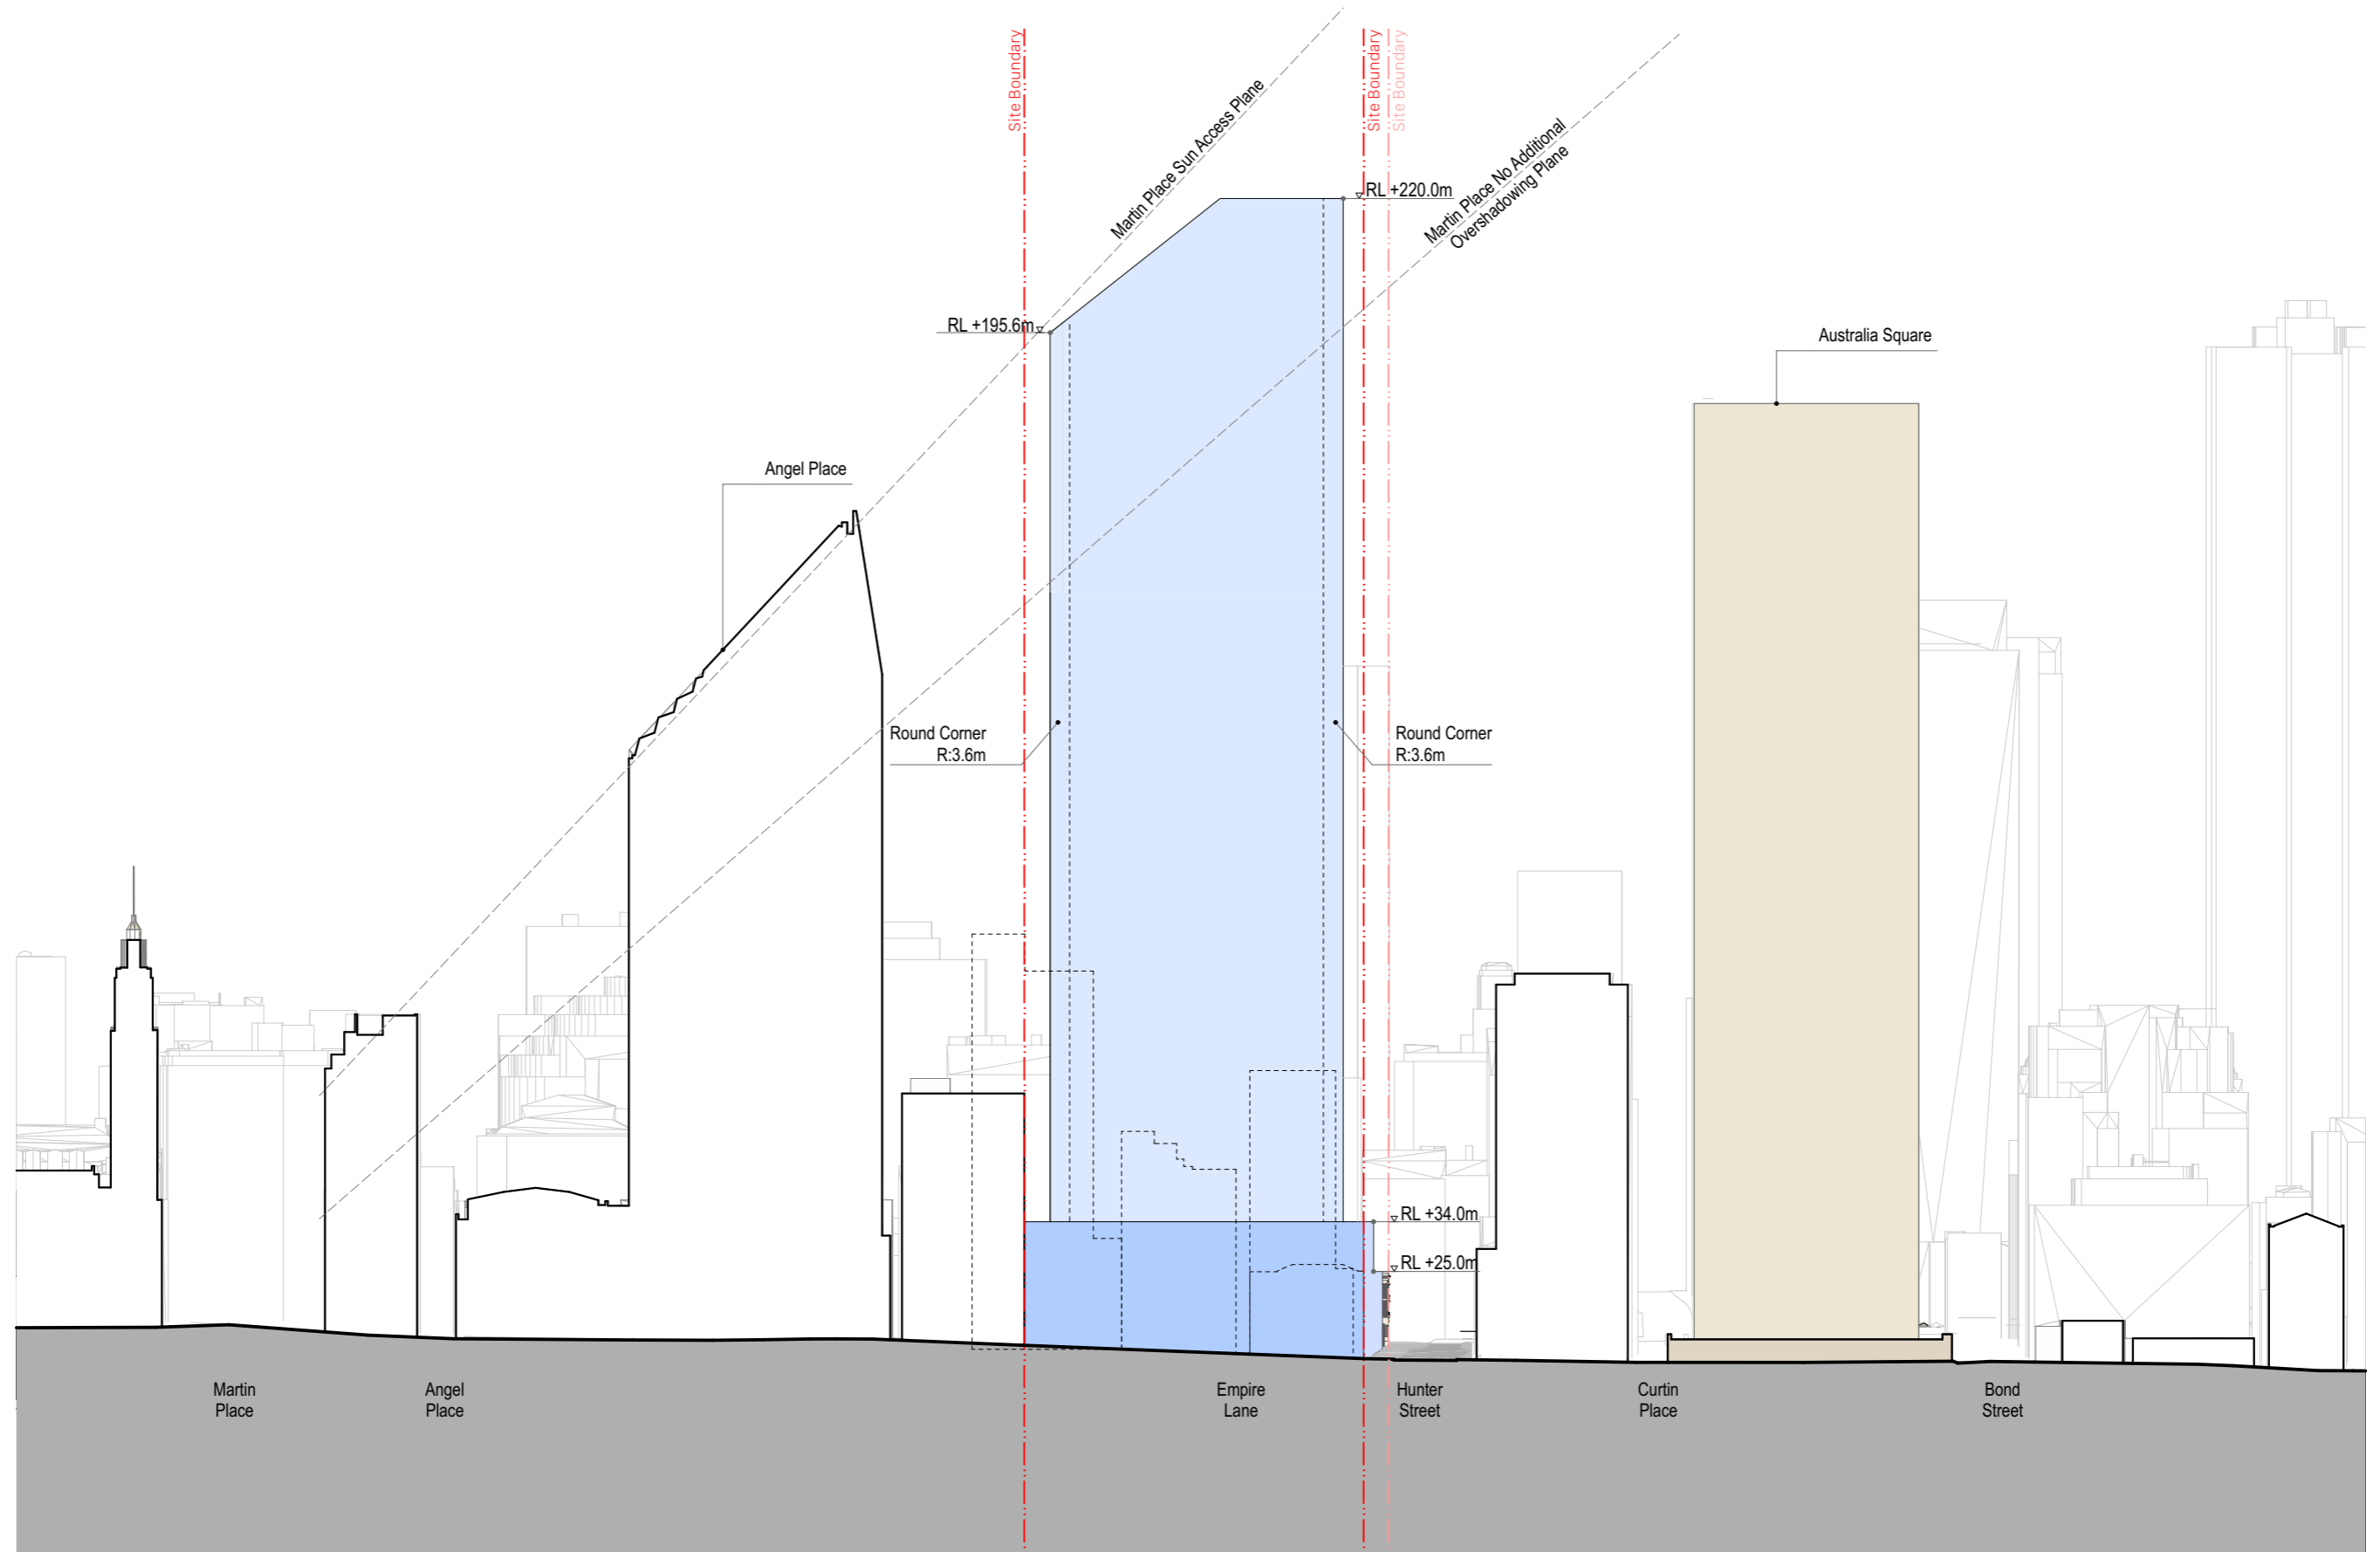 Site Boundary
Site Boundary
Site Boundary
Martin Place Sun Access Plane
Martin Place No Additional
Overshadowing Plane
RL +220.0m
RL +195.6m
Australia Square
Angel Place
Round Corner
R:3.6m
Round Corner
R:3.6m
RL +34.0m
RL +25.0m
Martin
Place
Angel
Place
Empire
Lane
Hunter
Street
Curtin
Place
Bond
Street